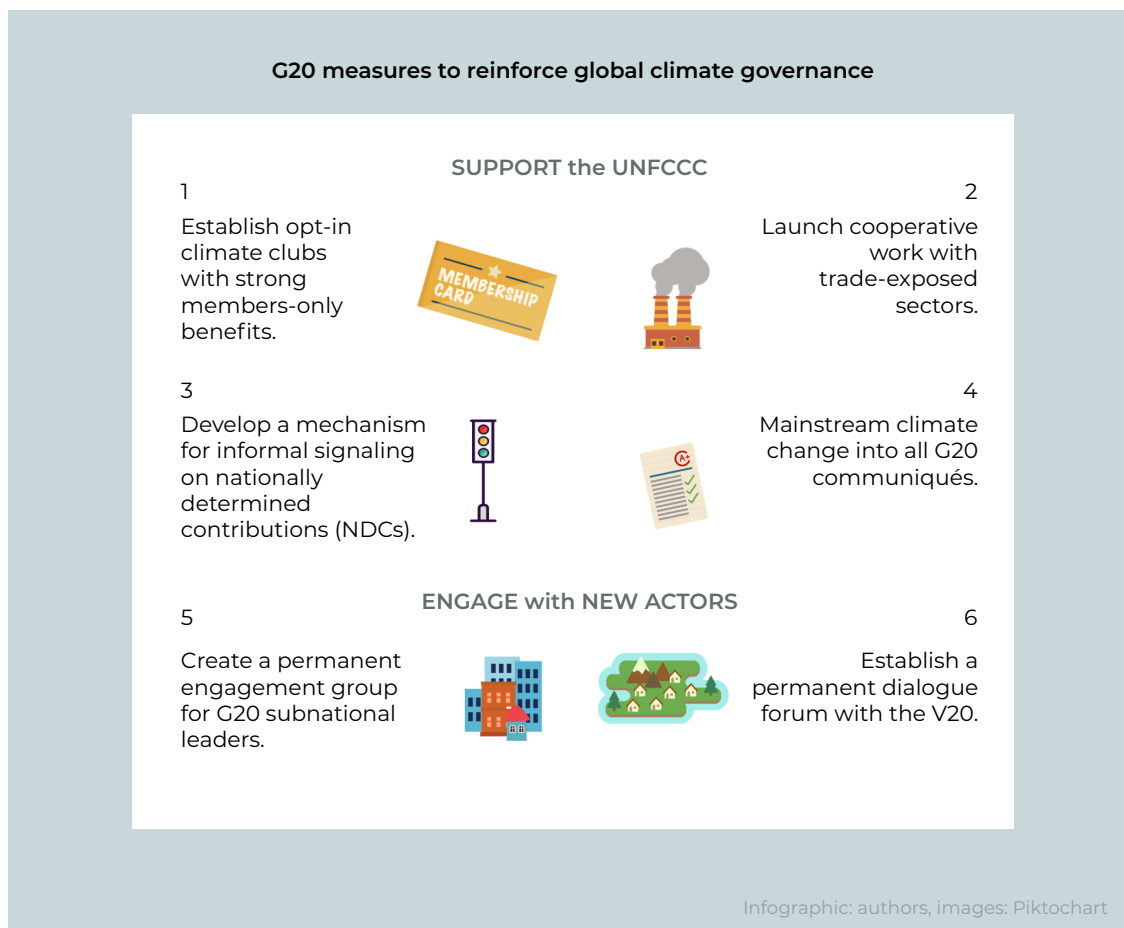 G20 measures to reinforce global climate governance
SUPPORT the UNFCCC
1
Establish opt-in
climate clubs
with strong
members-only
benefits.
MEMBERSHIP
CARD
2
Launch cooperative
work with
trade-exposed
sectors.
3
Develop a mechanism
for informal signaling
on nationally
determined
contributions (NDCs).
4
Mainstream climate
change into all G20
communiqués.
A+
ENGAGE with NEW ACTORS
5
Create a permanent
engagement group
for G20 subnational
leaders.
6
Establish a
permanent dialogue
forum with the V20.
Infographic: authors, images: Piktochart